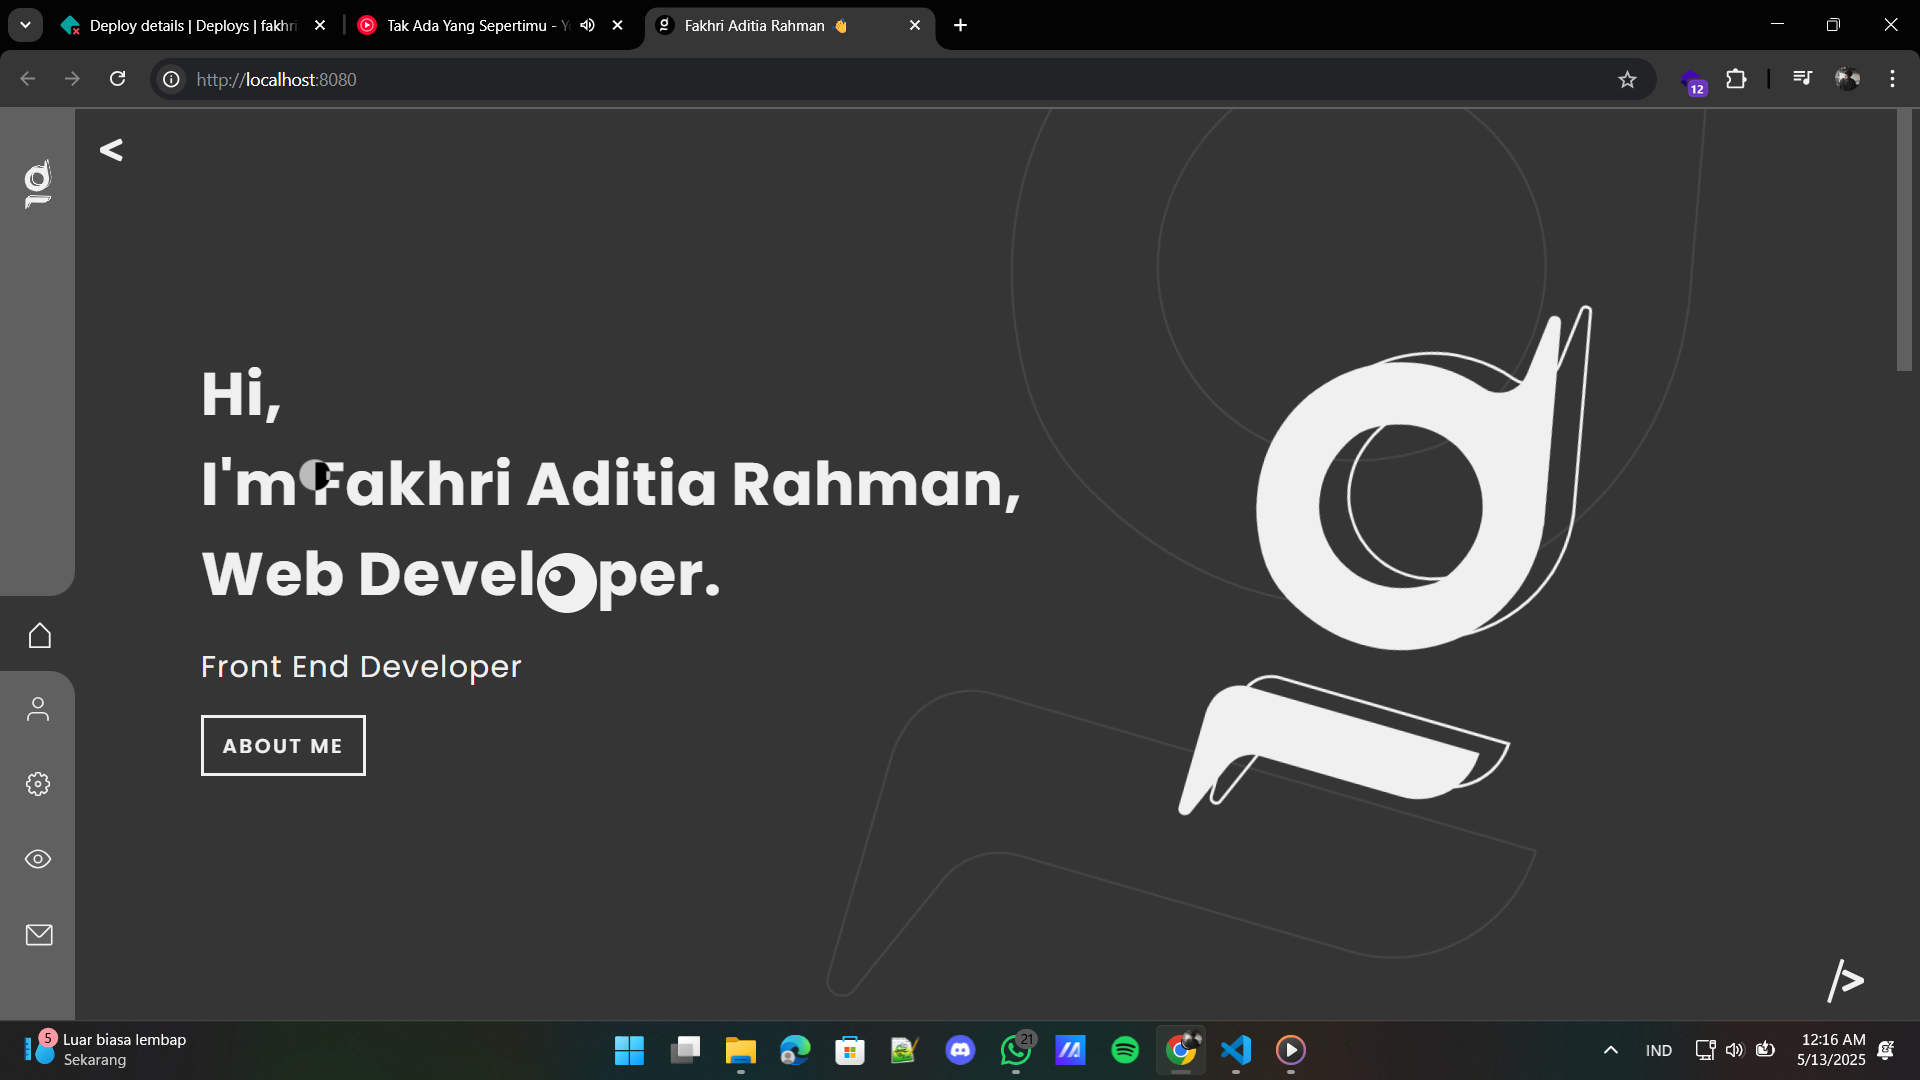 Deploy details | Deploys | fakhri
Tak Ada Yang Sepertimu - Yo
Fakhri Aditia Rahman
http://localhost:8080
12
<
Hi,
I'm Fakhri Aditia Rahman,
Web Developer.
Front End Developer
ABOUT ME
/>
5
Luar biasa lembap
Sekarang
21
IND
12:16 AM
5/13/2025